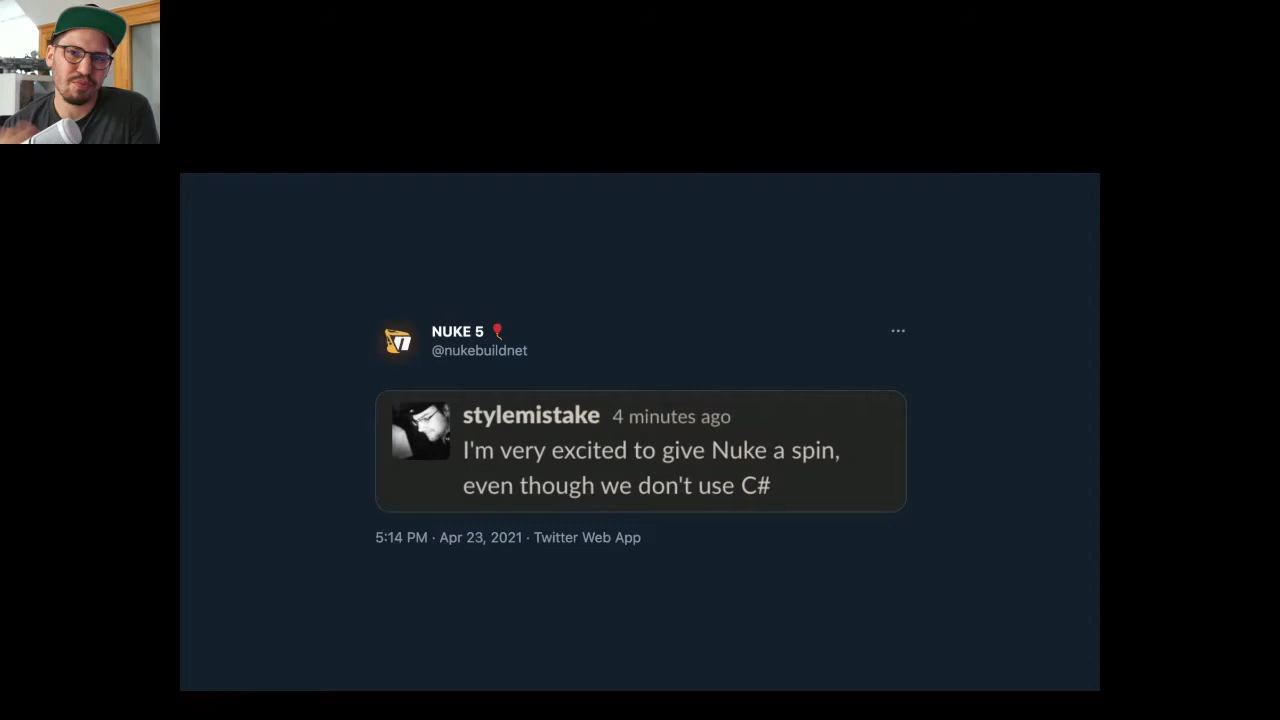 NUKE 5 🎈
@nukebuildnet
stylemistake 4 minutes ago
I'm very excited to give Nuke a spin,
even though we don't use C#
5:14 PM · Apr 23, 2021 · Twitter Web App